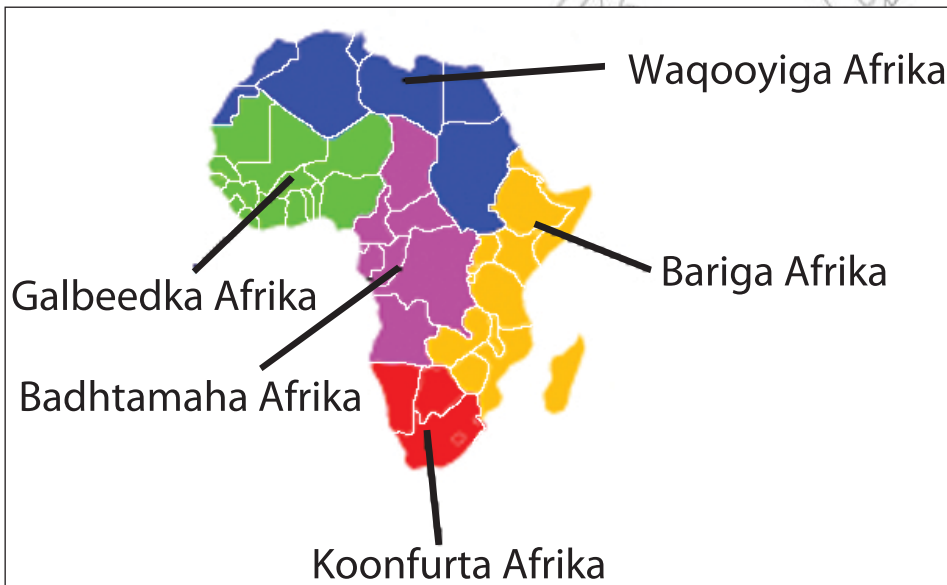 Waqooyiga Afrika
Bariga Afrika
Galbeedka Afrika
Badhtamaha Afrika
Koonfurta Afrika